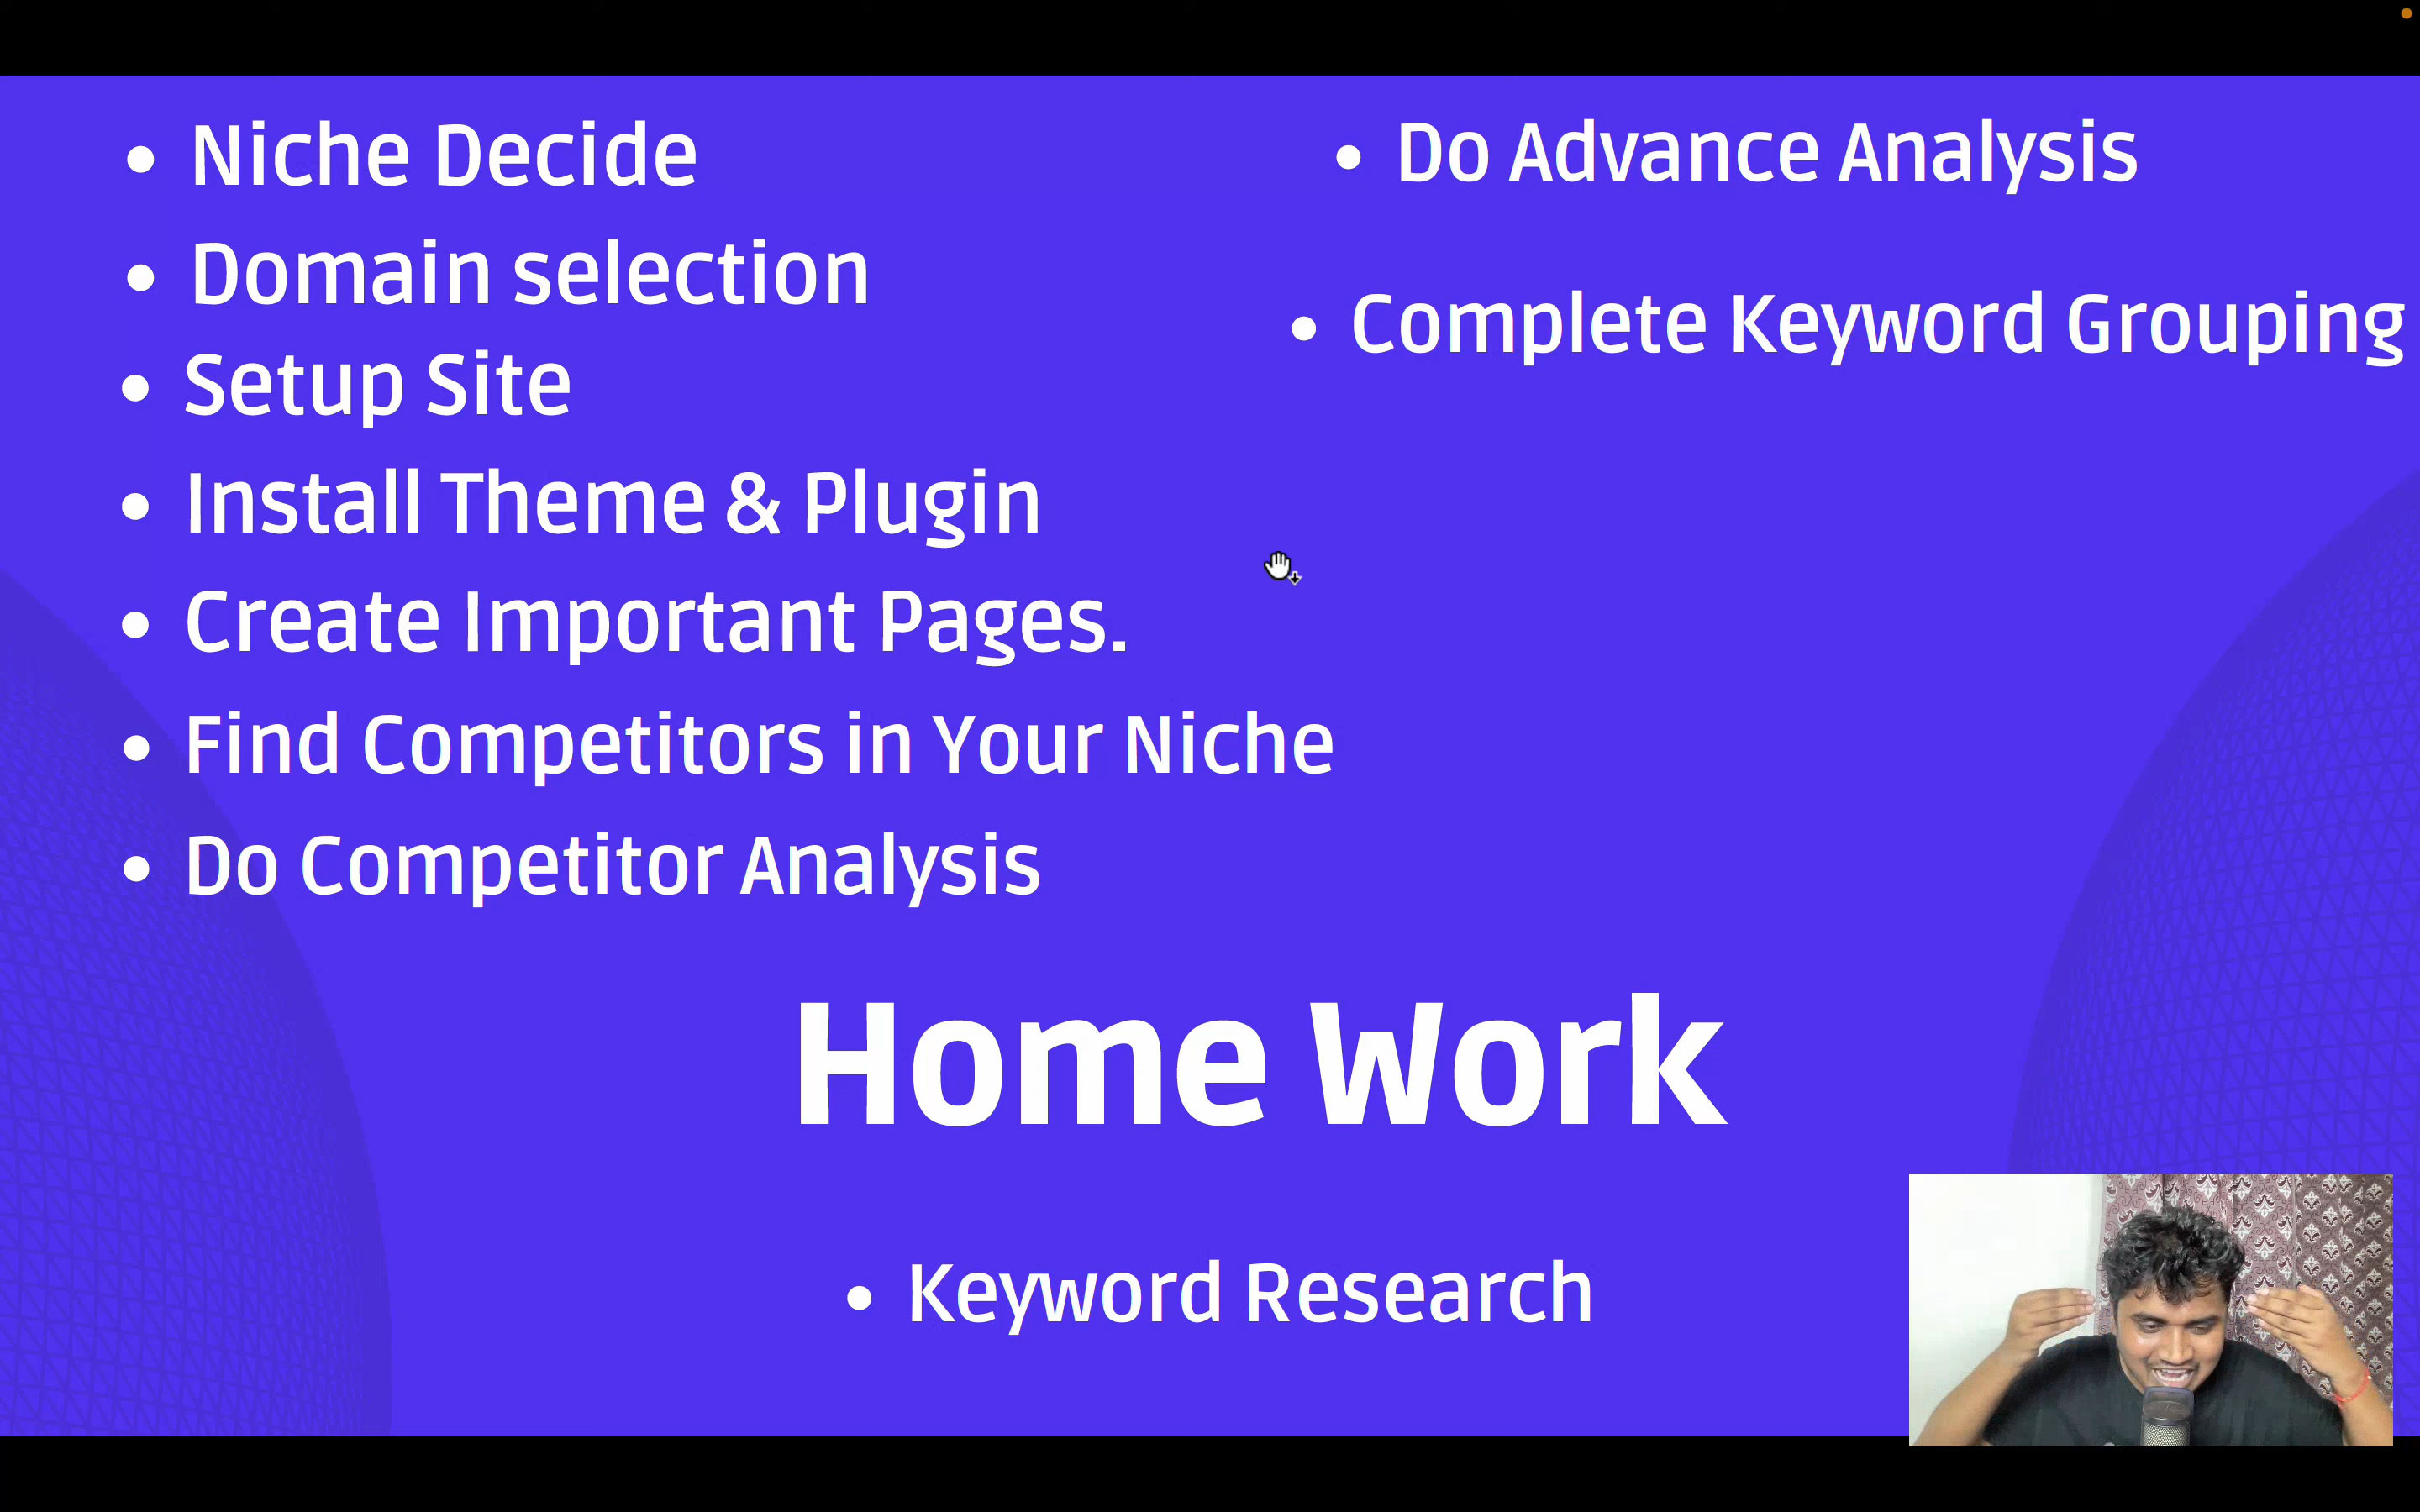 • Niche Decide
• Domain selection
• Setup Site
• Install Theme & Plugin
• Create Important Pages.
• Find Competitors in Your Niche
• Do Competitor Analysis
• Do Advance Analysis
• Complete Keyword Grouping
Home Work
• Keyword Research